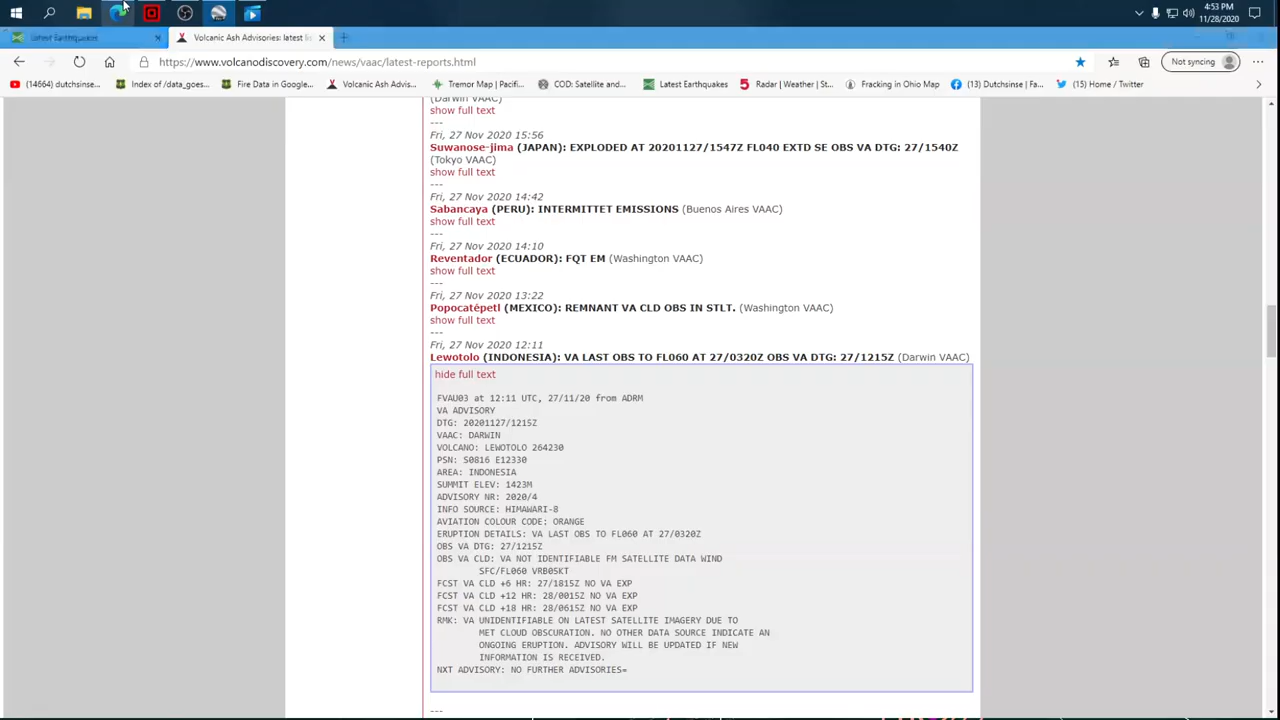 4:53 PM
11/28/2020
Latest Earthquakes
Volcanic Ash Advisories: latest lis
https://www.volcanodiscovery.com/news/vaac/latest-reports.html
Not syncing
(14664) dutchsinse...
Index of/data_goes...
Fire Data in Google...
Volcanic Ash Advis...
Tremor Map | Pacifi...
COD: Satellite and...
Latest Earthquakes
Radar | Weather | St...
Fracking in Ohio Map
(13) Dutchsinse | Fa...
(15) Home / Twitter
(Darwin VAAC)
show full text
---
Fri, 27 Nov 2020 15:56
Suwanose-jima (JAPAN): EXPLODED AT 20201127/1547Z FL040 EXTD SE OBS VA DTG: 27/1540Z
(Tokyo VAAC)
show full text
---
Fri, 27 Nov 2020 14:42
Sabancaya (PERU): INTERMITTET EMISSIONS (Buenos Aires VAAC)
show full text
---
Fri, 27 Nov 2020 14:10
Reventador (ECUADOR): FQT EM (Washington VAAC)
show full text
---
Fri, 27 Nov 2020 13:22
Popocatépetl (MEXICO): REMNANT VA CLD OBS IN STLT. (Washington VAAC)
show full text
---
Fri, 27 Nov 2020 12:11
Lewotolo (INDONESIA): VA LAST OBS TO FL060 AT 27/0320Z OBS VA DTG: 27/1215Z (Darwin VAAC)
hide full text
FVAU03 at 12:11 UTC, 27/11/20 from ADRM
VA ADVISORY
DTG: 20201127/1215Z
VAAC: DARWIN
VOLCANO: LEWOTOLO 264230
PSN: S0816 E12330
AREA: INDONESIA
SUMMIT ELEV: 1423M
ADVISORY NR: 2020/4
INFO SOURCE: HIMAWARI-8
AVIATION COLOUR CODE: ORANGE
ERUPTION DETAILS: VA LAST OBS TO FL060 AT 27/0320Z
OBS VA DTG: 27/1215Z
OBS VA CLD: VA NOT IDENTIFIABLE FM SATELLITE DATA WIND
SFC/FL060 VRB05KT
FCST VA CLD +6 HR: 27/1815Z NO VA EXP
FCST VA CLD +12 HR: 28/0015Z NO VA EXP
FCST VA CLD +18 HR: 28/0615Z NO VA EXP
RMK: VA UNIDENTIFIABLE ON LATEST SATELLITE IMAGERY DUE TO
MET CLOUD OBSCURATION. NO OTHER DATA SOURCE INDICATE AN
ONGOING ERUPTION. ADVISORY WILL BE UPDATED IF NEW
INFORMATION IS RECEIVED.
NXT ADVISORY: NO FURTHER ADVISORIES=
---